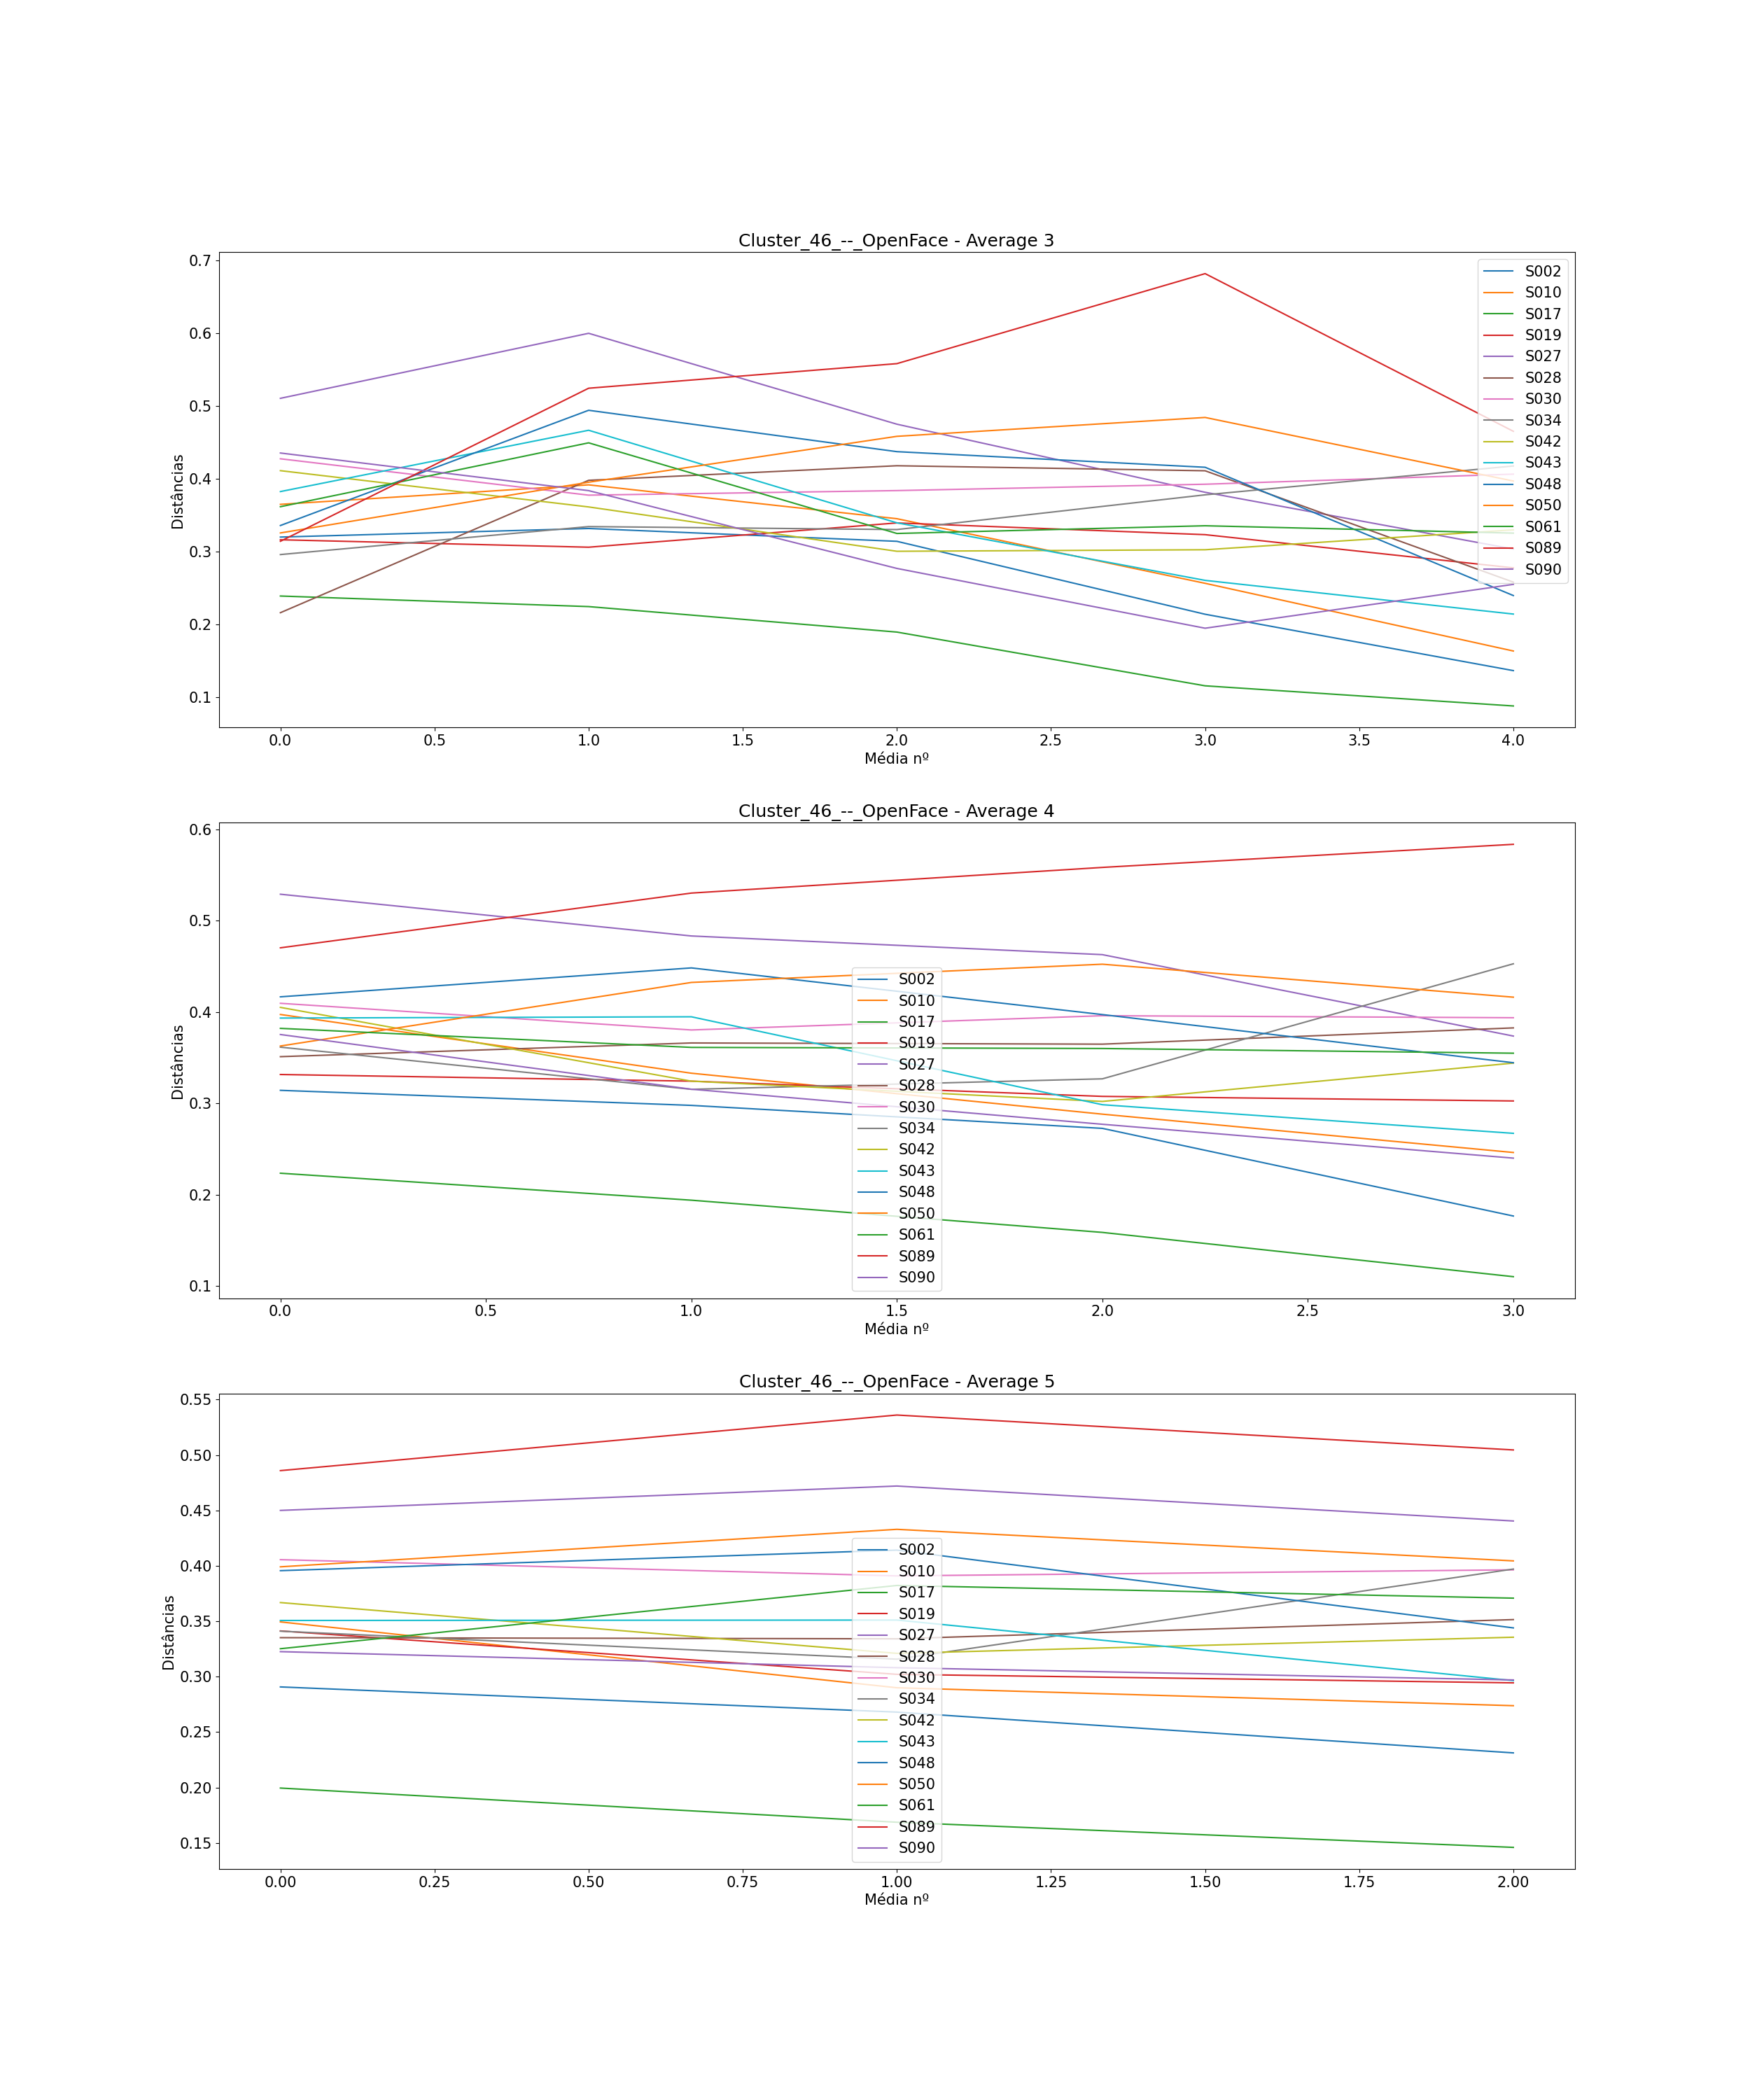 Cluster_46_--_OpenFace - Average 3
Distâncias
0.7
0.6
0.5
0.4
0.3
0.2
0.1
S002
S010
S017
S019
S027
S028
S030
S034
S042
S043
S048
S050
S061
S089
S090
0.0 0.5 1.0 1.5 2.0 2.5 3.0 3.5 4.0
Média nº
Cluster_46_--_OpenFace - Average 4
Distâncias
0.6
0.5
0.4
0.3
0.2
0.1
S002
S010
S017
S019
S027
S028
S030
S034
S042
S043
S048
S050
S061
S089
S090
0.0 0.5 1.0 1.5 2.0 2.5 3.0
Média nº
Cluster_46_--_OpenFace - Average 5
Distâncias
0.55
0.50
0.45
0.40
0.35
0.30
0.25
0.20
0.15
S002
S010
S017
S019
S027
S028
S030
S034
S042
S043
S048
S050
S061
S089
S090
0.00 0.25 0.50 0.75 1.00 1.25 1.50 1.75 2.00
Média nº